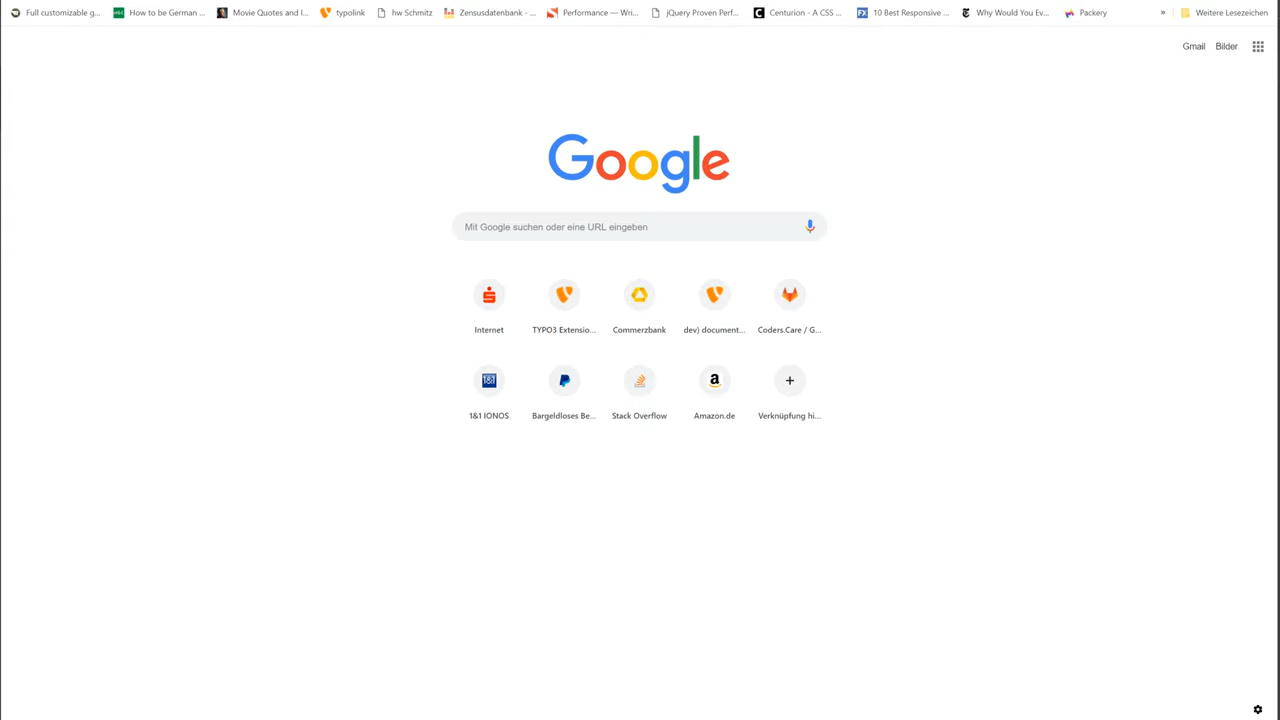 Full customizable g... How to be German ... Movie Quotes and I... typolink hw Schmitz Zensusdatenbank - ... Performance — Wri... jQuery Proven Perf... Centurion - A CSS ... 10 Best Responsive ... Why Would You Ev... Packery » Weitere Lesezeichen
Gmail Bilder
Google
Mit Google suchen oder eine URL eingeben
Internet TYPO3 Extensio... Commerzbank dev) document... Coders.Care / G...
1&1
1&1 IONOS Bargeldloses Be... Stack Overflow Amazon.de Verknüpfung hi...